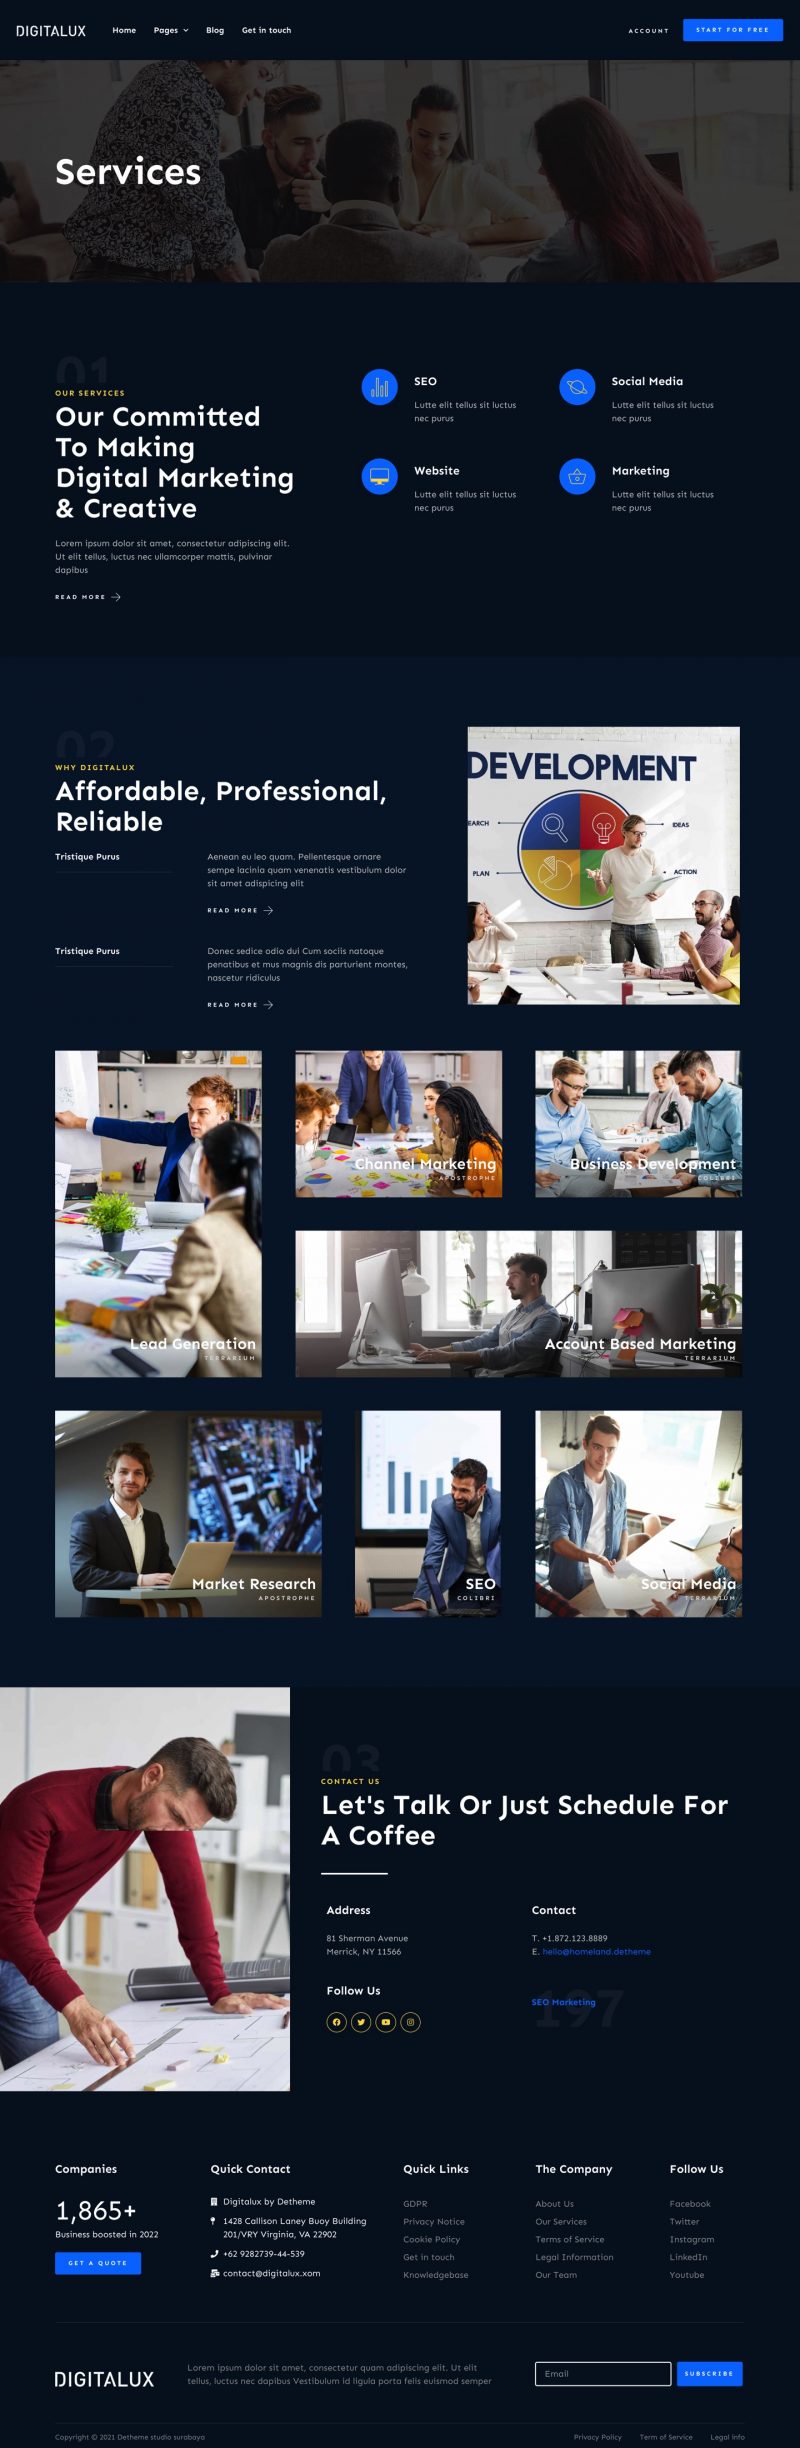 DIGITALUX
Home
Pages
Blog
Get in touch
ACCOUNT
START FOR FREE
Services
01
OUR SERVICES
Our Committed
To Making
Digital Marketing
& Creative
Lorem ipsum dolor sit amet, consectetur adipiscing elit.
Ut elit tellus, luctus nec ullamcorper mattis, pulvinar
dapibus
READ MORE
SEO
Lutte elit tellus sit luctus
nec purus
Social Media
Lutte elit tellus sit luctus
nec purus
Website
Lutte elit tellus sit luctus
nec purus
Marketing
Lutte elit tellus sit luctus
nec purus
02
WHY DIGITALUX
Affordable, Professional,
Reliable
Tristique Purus
Aenean eu leo quam. Pellentesque ornare
sempe lacinia quam venenatis vestibulum dolor
sit amet adispicing elit
READ MORE
Tristique Purus
Donec sedice odio dui Cum sociis natoque
penatibus et mus magnis dis parturient montes,
nascetur ridiculus
READ MORE
DEVELOPMENT
EARCH
IDEAS
PLAN
ACTION
Channel Marketing
APOSTROPHE
Business Development
COLIBRI
Lead Generation
TERRARIUM
Account Based Marketing
TERRARIUM
Market Research
APOSTROPHE
SEO
COLIBRI
Social Media
TERRARIUM
03
CONTACT US
Let's Talk Or Just Schedule For
A Coffee
Address
81 Sherman Avenue
Merrick, NY 11566
Contact
T. +1.872.123.8889
E. hello@homeland.detheme
Follow Us
197
SEO Marketing
Companies
1,865+
Business boosted in 2022
GET A QUOTE
Quick Contact
Digitalux by Detheme
1428 Callison Laney Buoy Building
201/VRY Virginia, VA 22902
+62 9282739-44-539
contact@digitalux.xom
Quick Links
GDPR
Privacy Notice
Cookie Policy
Get in touch
Knowledgebase
The Company
About Us
Our Services
Terms of Service
Legal Information
Our Team
Follow Us
Facebook
Twitter
Instagram
LinkedIn
Youtube
DIGITALUX
Lorem ipsum dolor sit amet, consectetur quam adipiscing elit. Ut elit
tellus, luctus nec dapibus Vestibulum id ligula porta felis euismod semper
Email
SUBSCRIBE
Copyright © 2021 Detheme studio surabaya
Privacy Policy
Term of Service
Legal info